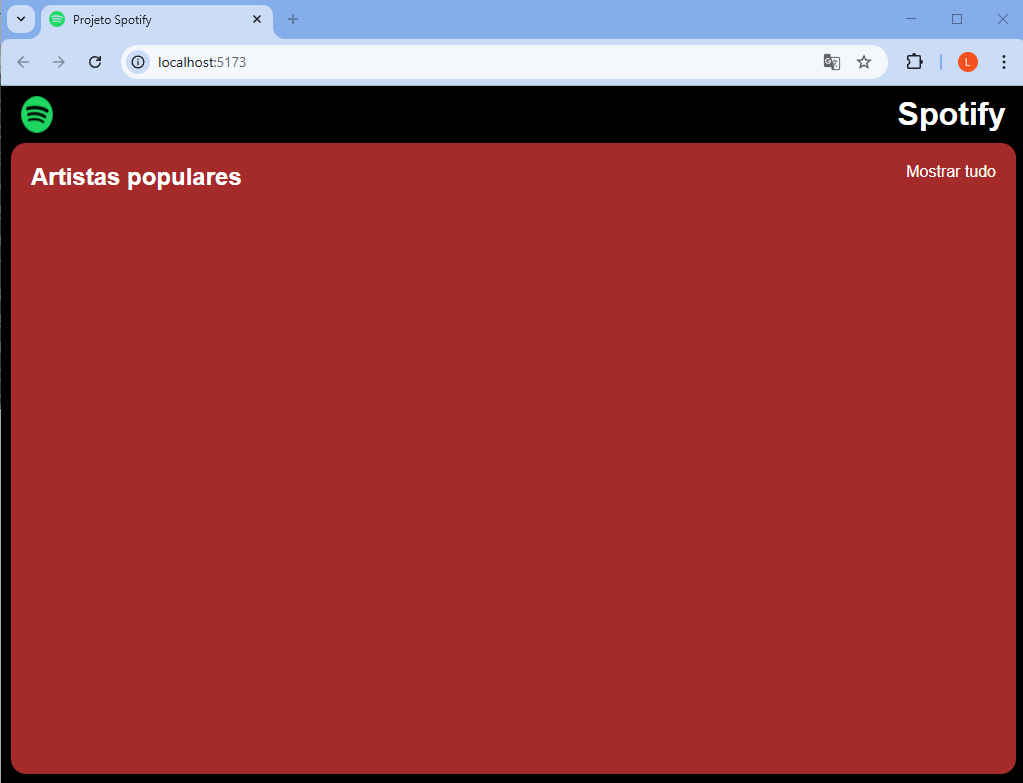 Projeto Spotify
localhost:5173
L
Spotify
Artistas populares
Mostrar tudo